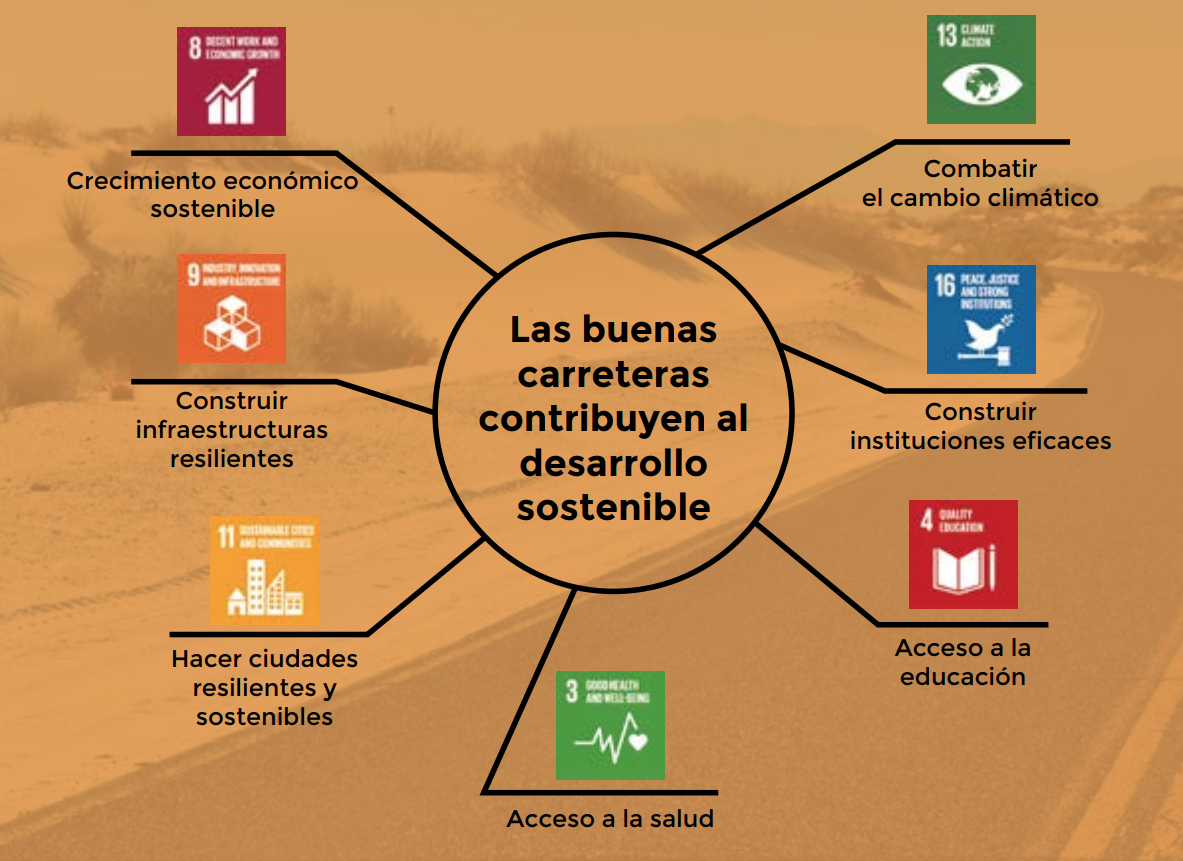 8 DECENT WORK AND
ECONOMIC GROWTH
Crecimiento económico
sostenible
13 CLIMATE
ACTION
Combatir
el cambio climático
9 INDUSTRY, INNOVATION
AND INFRASTRUCTURE
Construir
infraestructuras
resilientes
Las buenas
carreteras
contribuyen al
desarrollo
sostenible
16 PEACE, JUSTICE
AND STRONG
INSTITUTIONS
Construir
instituciones eficaces
11 SUSTAINABLE CITIES
AND COMMUNITIES
Hacer ciudades
resilientes y
sostenibles
4 QUALITY
EDUCATION
Acceso a la
educación
3 GOOD HEALTH
AND WELL-BEING
Acceso a la salud